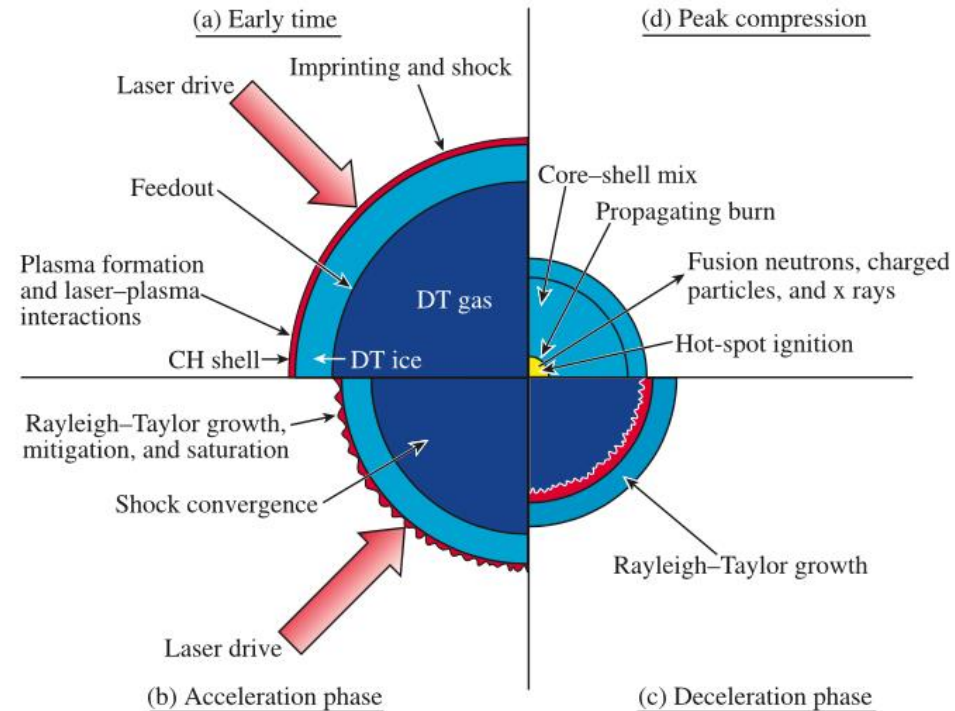 (a) Early time
(d) Peak compression
Imprinting and shock
Laser drive
Feedout
Core–shell mix
Propagating burn
Plasma formation
and laser–plasma
interactions
Fusion neutrons, charged
particles, and x rays
DT gas
Hot-spot ignition
CH shell
DT ice
Rayleigh–Taylor growth,
mitigation, and saturation
Shock convergence
Rayleigh–Taylor growth
Laser drive
(b) Acceleration phase
(c) Deceleration phase